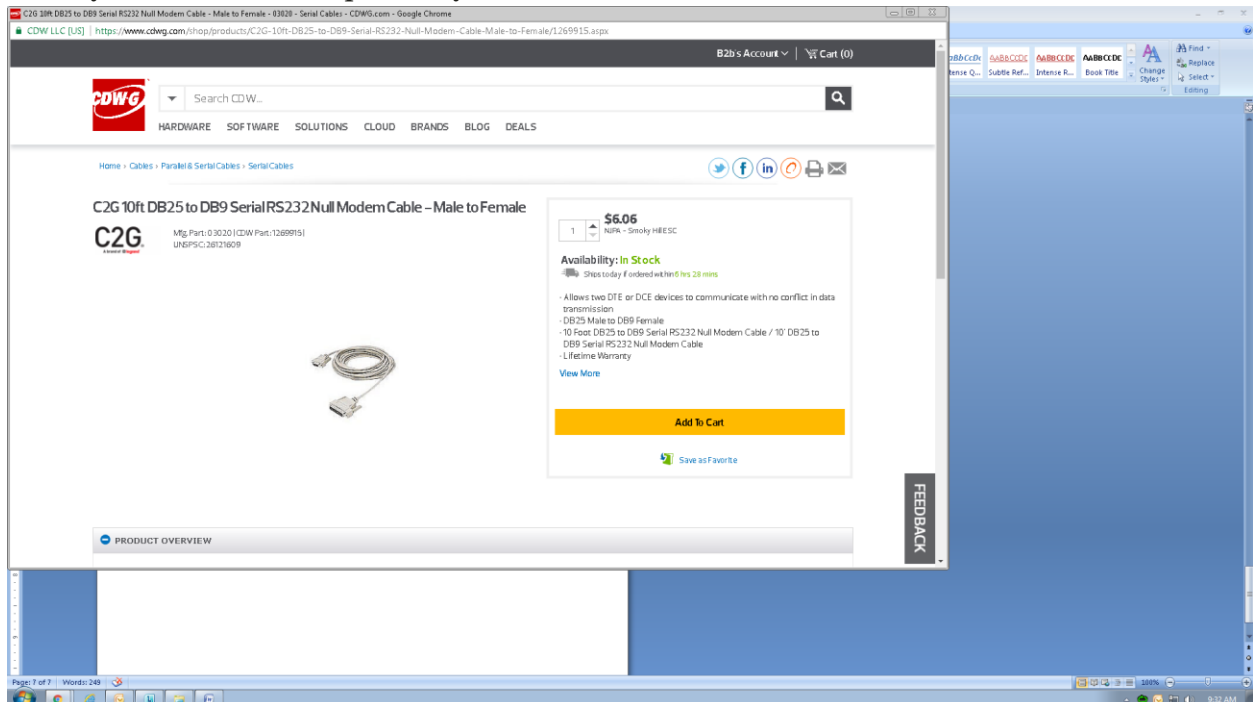 C2G 10ft DB25 to DB9 Serial RS232 Null Modem Cable - Male to Female - 03020 - Serial Cables - CDWG.com - Google Chrome
CDW LLC [US] | https://www.cdwg.com/shop/products/C2G-10ft-DB25-to-DB9-Serial-RS232-Null-Modem-Cable-Male-to-Female/1269915.aspx
B2b's Account | Cart (0)
CDW·G
Search CDW...
HARDWARE SOFTWARE SOLUTIONS CLOUD BRANDS BLOG DEALS
Home › Cables › Parallel & Serial Cables › Serial Cables
C2G 10ft DB25 to DB9 Serial RS232 Null Modem Cable – Male to Female
C2G
Mfg. Part: 03020 | CDW Part: 1269915 |
UNSPSC: 26121609
1
$6.06
NJPA - Smoky Hill ESC
Availability: In Stock
Ships today if ordered within 6 hrs 28 mins
· Allows two DTE or DCE devices to communicate with no conflict in data
transmission
· DB25 Male to DB9 Female
· 10 Foot DB25 to DB9 Serial RS232 Null Modem Cable / 10' DB25 to
DB9 Serial RS232 Null Modem Cable
· Lifetime Warranty
View More
Add To Cart
Save as Favorite
FEEDBACK
PRODUCT OVERVIEW
AaBbCcDc AaBbCcDc AaBbCcDc
tense Q... Subtle Ref... Intense R... Book Title
Change
Styles
Find
Replace
Select
Editing
Page: 7 of 7 Words: 249
100%
9:32 AM